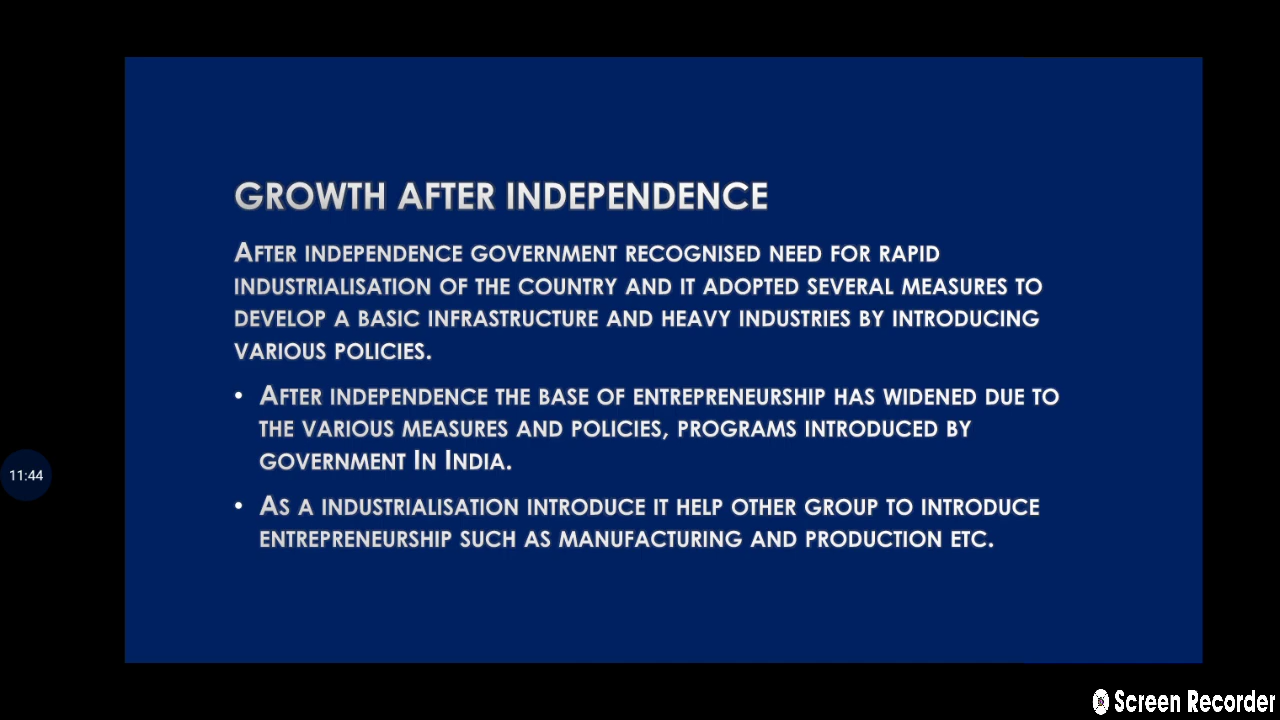 GROWTH AFTER INDEPENDENCE
AFTER INDEPENDENCE GOVERNMENT RECOGNISED NEED FOR RAPID
INDUSTRIALISATION OF THE COUNTRY AND IT ADOPTED SEVERAL MEASURES TO
DEVELOP A BASIC INFRASTRUCTURE AND HEAVY INDUSTRIES BY INTRODUCING
VARIOUS POLICIES.
• AFTER INDEPENDENCE THE BASE OF ENTREPRENEURSHIP HAS WIDENED DUE TO
THE VARIOUS MEASURES AND POLICIES, PROGRAMS INTRODUCED BY
GOVERNMENT IN INDIA.
• AS A INDUSTRIALISATION INTRODUCE IT HELP OTHER GROUP TO INTRODUCE
ENTREPRENEURSHIP SUCH AS MANUFACTURING AND PRODUCTION ETC.
11:44
Screen Recorder